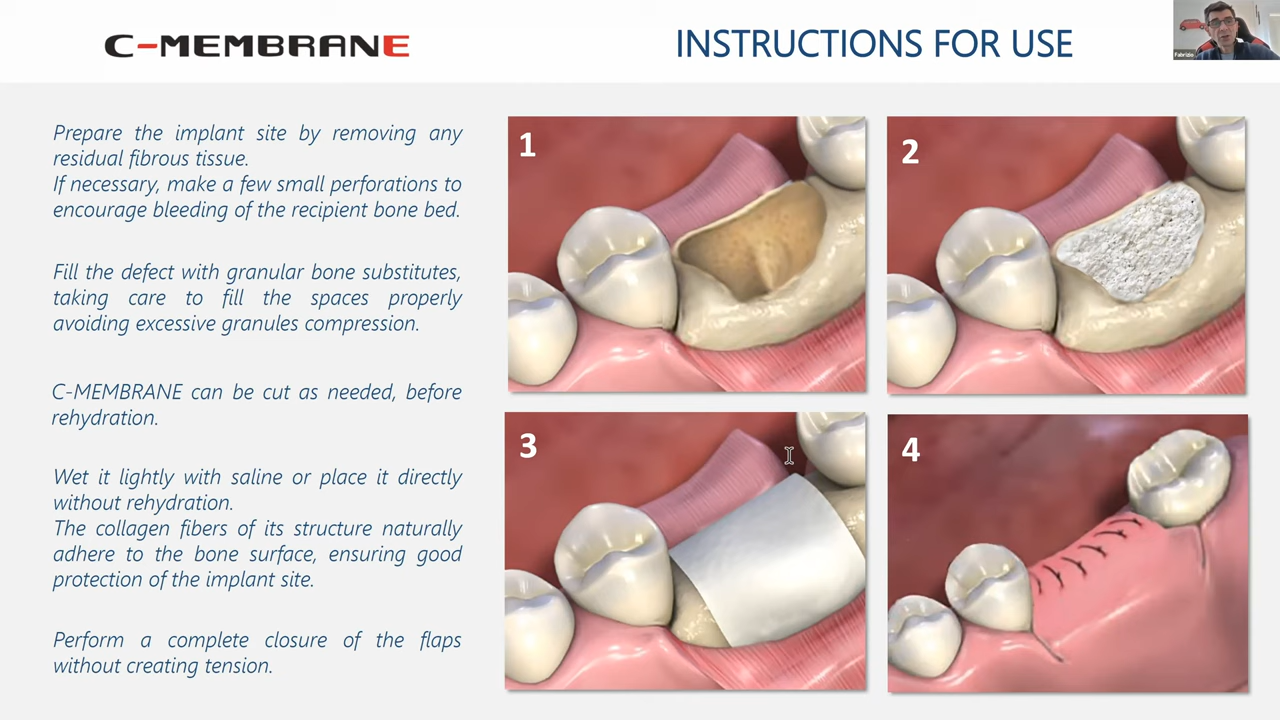 C-MEMBRANE
INSTRUCTIONS FOR USE
Fabrizio
Prepare the implant site by removing any
residual fibrous tissue.
If necessary, make a few small perforations to
encourage bleeding of the recipient bone bed.
Fill the defect with granular bone substitutes,
taking care to fill the spaces properly
avoiding excessive granules compression.
C-MEMBRANE can be cut as needed, before
rehydration.
Wet it lightly with saline or place it directly
without rehydration.
The collagen fibers of its structure naturally
adhere to the bone surface, ensuring good
protection of the implant site.
Perform a complete closure of the flaps
without creating tension.
1
2
3
4